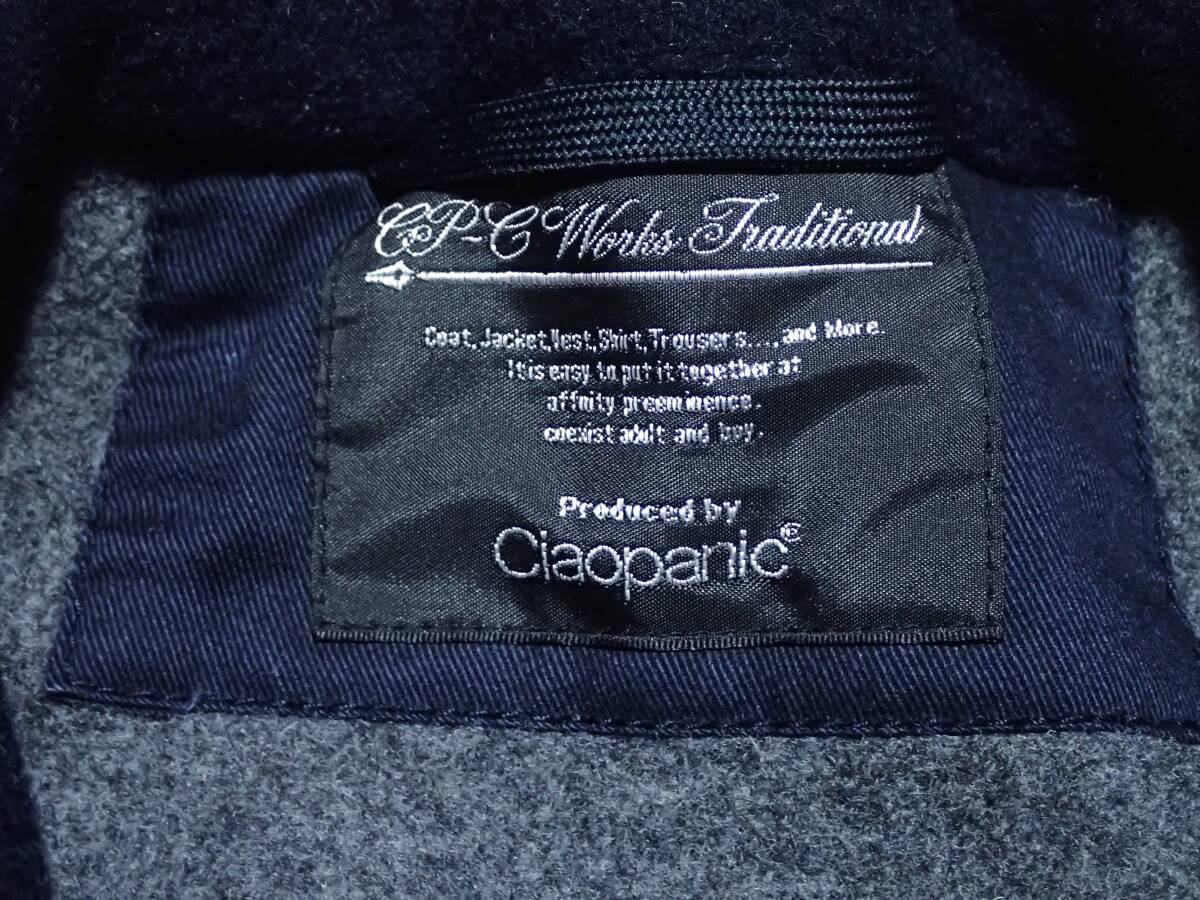 C+P-C Works Traditional
Coat,Jacket,Vest,Shirt,Trousers....and More.
It is easy to put it together at
affinity preeminence.
coexist adult and boy.
Produced by
Ciaopanic®